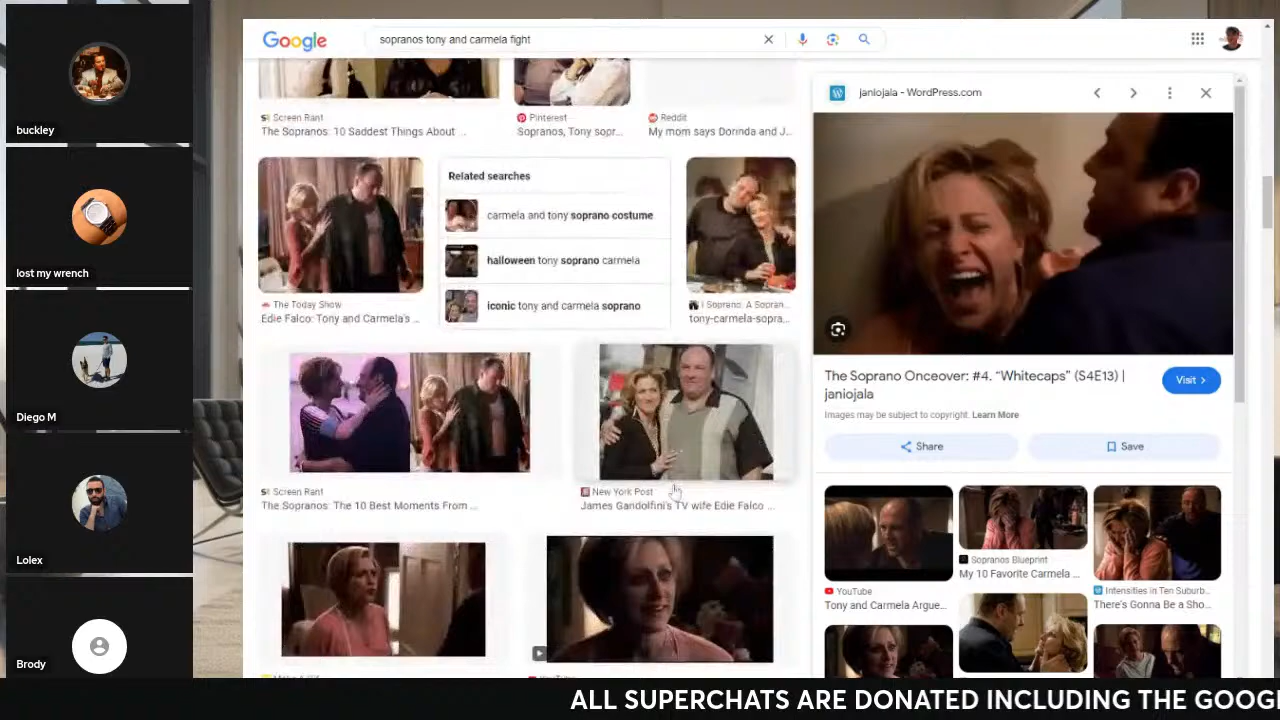 buckley
lost my wrench
Diego M
Lolex
Brody
Google
sopranos tony and carmela fight
Screen Rant
The Sopranos: 10 Saddest Things About ...
Pinterest
Sopranos, Tony sopr...
Reddit
My mom says Dorinda and J...
Related searches
carmela and tony soprano costume
halloween tony soprano carmela
iconic tony and carmela soprano
The Today Show
Edie Falco: Tony and Carmela's ...
I Soprano: A Sopran...
tony-carmela-sopra...
Screen Rant
The Sopranos: The 10 Best Moments From ...
New York Post
James Gandolfini's TV wife Edie Falco ...
janiojala - WordPress.com
The Soprano Onceover: #4. “Whitecaps” (S4E13) |
janiojala
Visit
Images may be subject to copyright. Learn More
Share
Save
YouTube
Tony and Carmela Argue...
Sopranos Blueprint
My 10 Favorite Carmela ...
Intensities in Ten Suburb...
There's Gonna Be a Sho...
ALL SUPERCHATS ARE DONATED INCLUDING THE GOOG